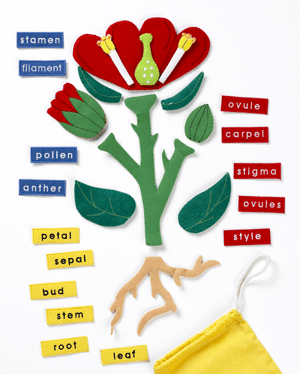 stamen
filament
pollen
anther
petal
sepal
bud
stem
root
leaf
ovule
carpel
stigma
ovules
style